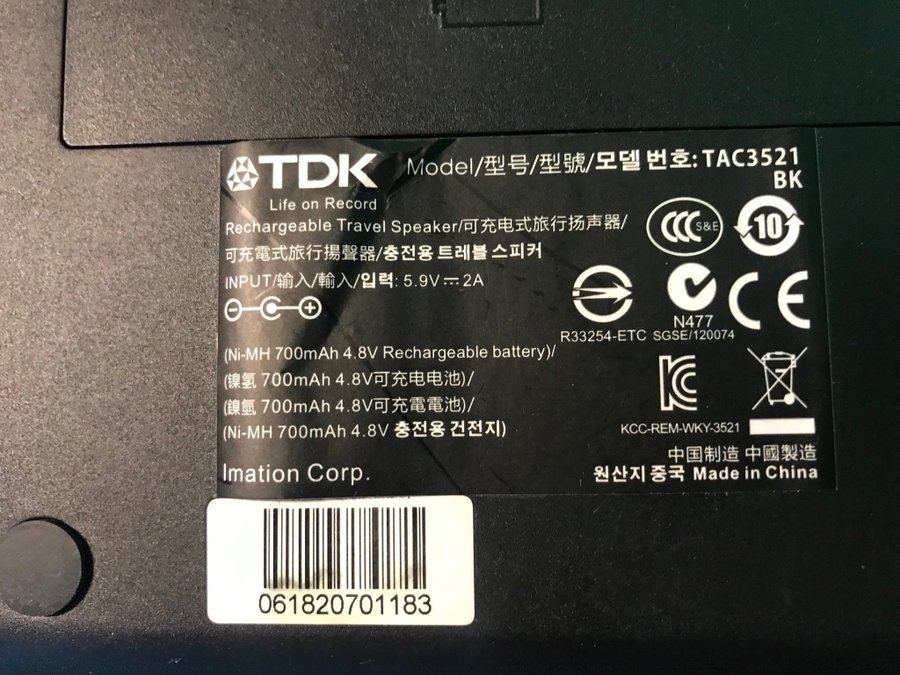 TDK
Life on Record
Model/型号/型號/모델 번호: TAC3521
BK
Rechargeable Travel Speaker/可充电式旅行扬声器/
可充電式旅行揚聲器/충전용 트레블 스피커
INPUT/输入/輸入/입력: 5.9V⎓2A
CCC S&E
10
R33254-ETC
N477
SGSE/120074
CE
(Ni-MH 700mAh 4.8V Rechargeable battery)/
(镍氢 700mAh 4.8V可充电电池)/
(鎳氫 700mAh 4.8V可充電電池)/
(Ni-MH 700mAh 4.8V 충전용 건전지)
KC
KCC-REM-WKY-3521
Imation Corp.
中国制造 中國製造
원산지 중국 Made in China
061820701183